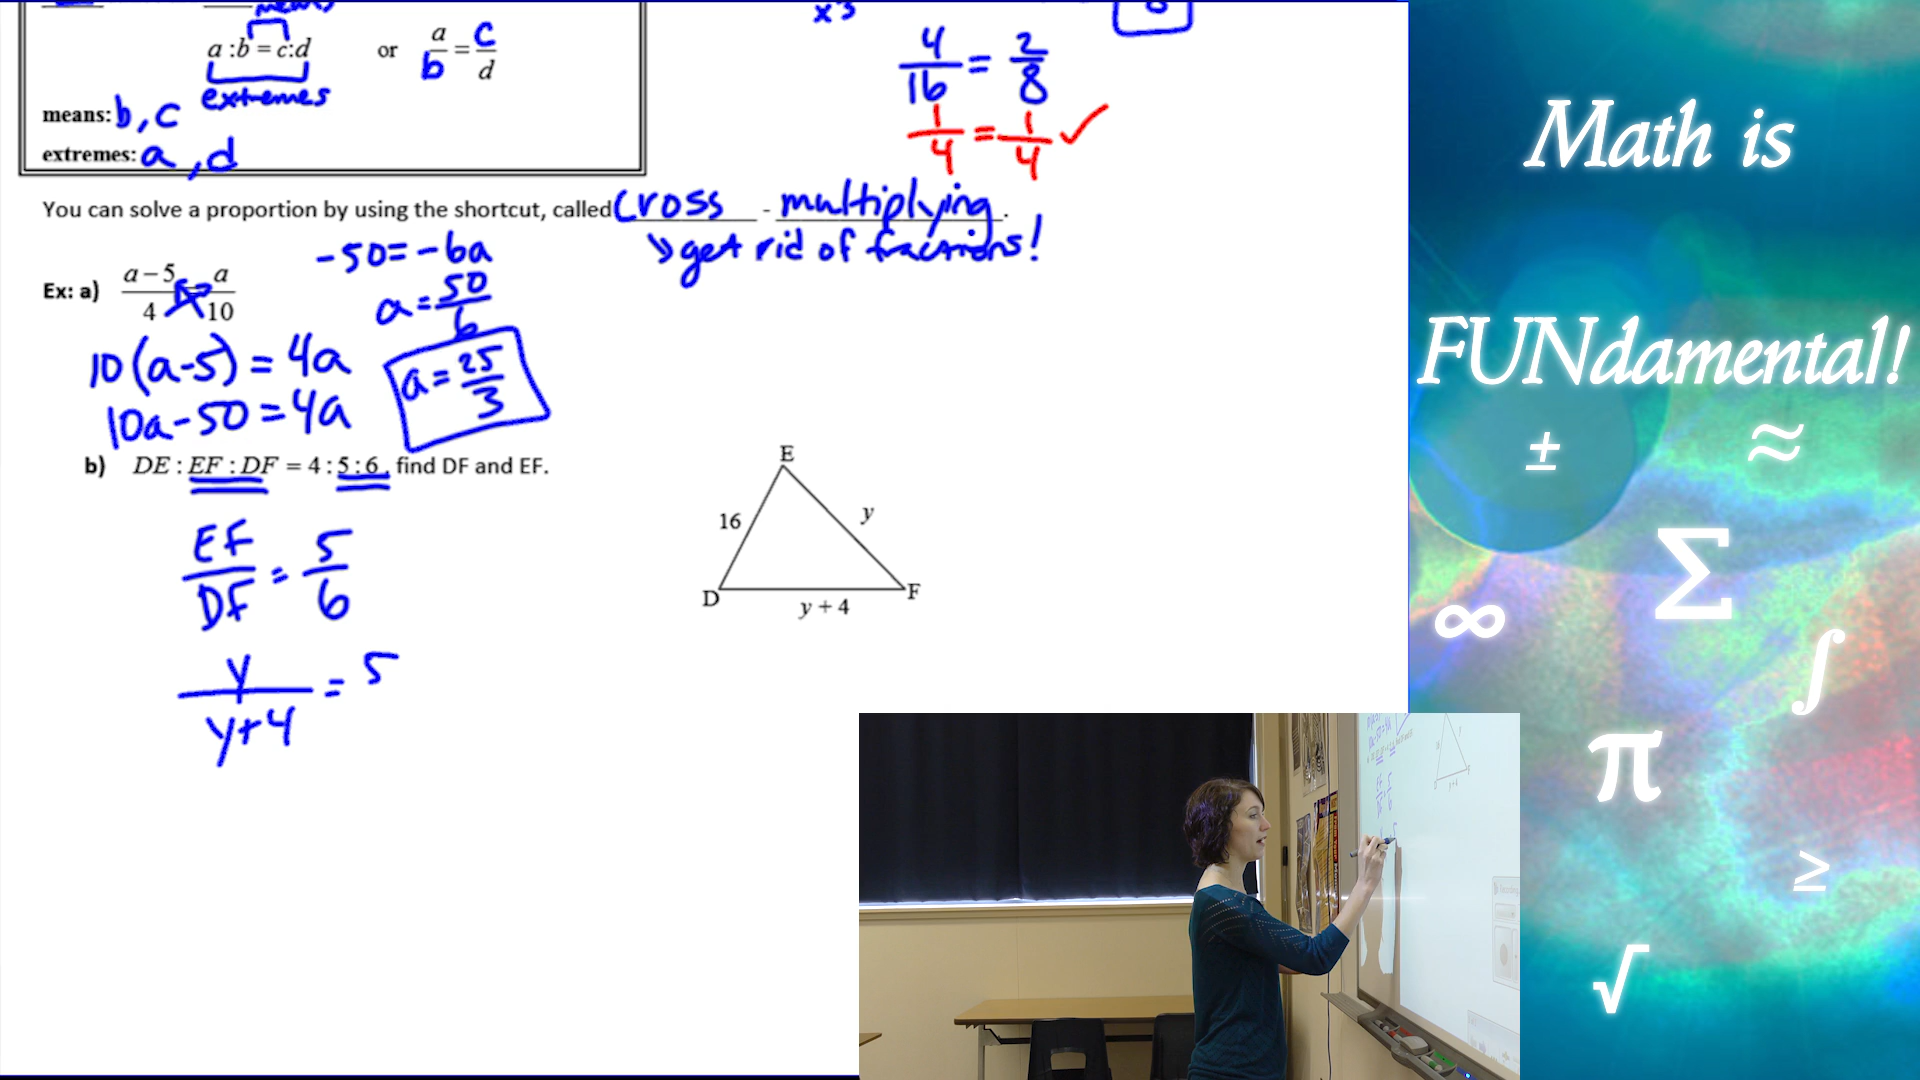 a : b = c : d or a/b = c/d
extremes
means: b, c
extremes: a, d
x 3
4/16 = 2/8
1/4 = 1/4 ✓
You can solve a proportion by using the shortcut, called cross - multiplying.
↘ get rid of fractions!
Ex: a) a − 5/4 = a/10
10(a-5) = 4a
10a - 50 = 4a
-50 = -6a
a = 50/6
a = 25/3
b) DE : EF : DF = 4 : 5 : 6, find DF and EF.
EF/DF = 5/6
y/y+4 = 5
E
16
y
D
F
y + 4
Math is
FUNdamental!
± ≈
Σ
∞
∫
π
≥
√